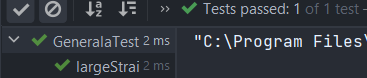 Tests passed: 1 of 1 test –
GeneralaTest 2 ms
"C:\Program Files\
largeStrai 2 ms